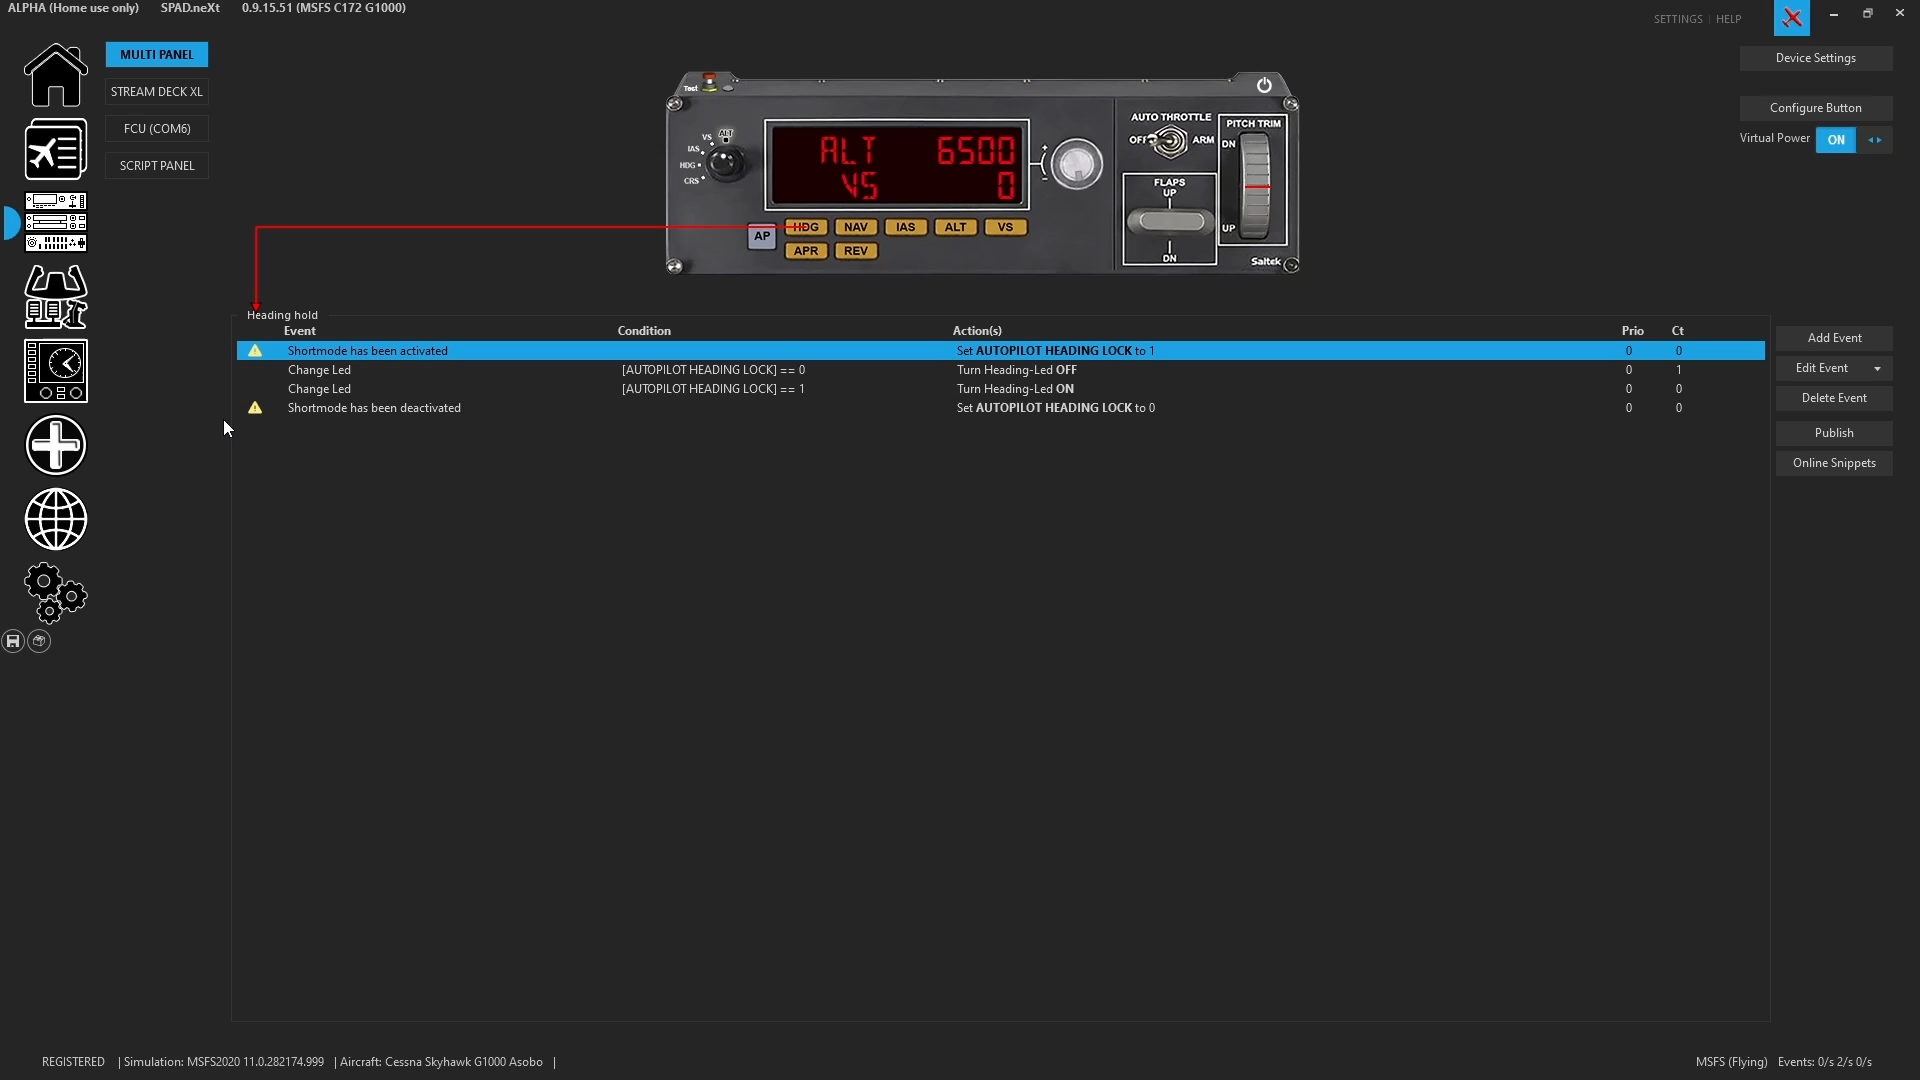 ALPHA (Home use only) SPAD.neXt 0.9.15.51 (MSFS C172 G1000)
SETTINGS | HELP
MULTI PANEL
STREAM DECK XL
FCU (COM6)
SCRIPT PANEL
Device Settings
Configure Button
Virtual Power ON
Test
ALT
VS
IAS
HDG
CRS
ALT 6500
VS 0
+
-
AUTO THROTTLE
OFF ARM
PITCH TRIM
DN
UP
FLAPS
UP
DN
Saitek
AP
HDG NAV IAS ALT VS
APR REV
Heading hold
Event Condition Action(s) Prio Ct
Shortmode has been activated Set AUTOPILOT HEADING LOCK to 1 0 0
Change Led [AUTOPILOT HEADING LOCK] == 0 Turn Heading-Led OFF 0 1
Change Led [AUTOPILOT HEADING LOCK] == 1 Turn Heading-Led ON 0 0
Shortmode has been deactivated Set AUTOPILOT HEADING LOCK to 0 0 0
Add Event
Edit Event
Delete Event
Publish
Online Snippets
REGISTERED | Simulation: MSFS2020 11.0.282174.999 | Aircraft: Cessna Skyhawk G1000 Asobo |
MSFS (Flying) Events: 0/s 2/s 0/s